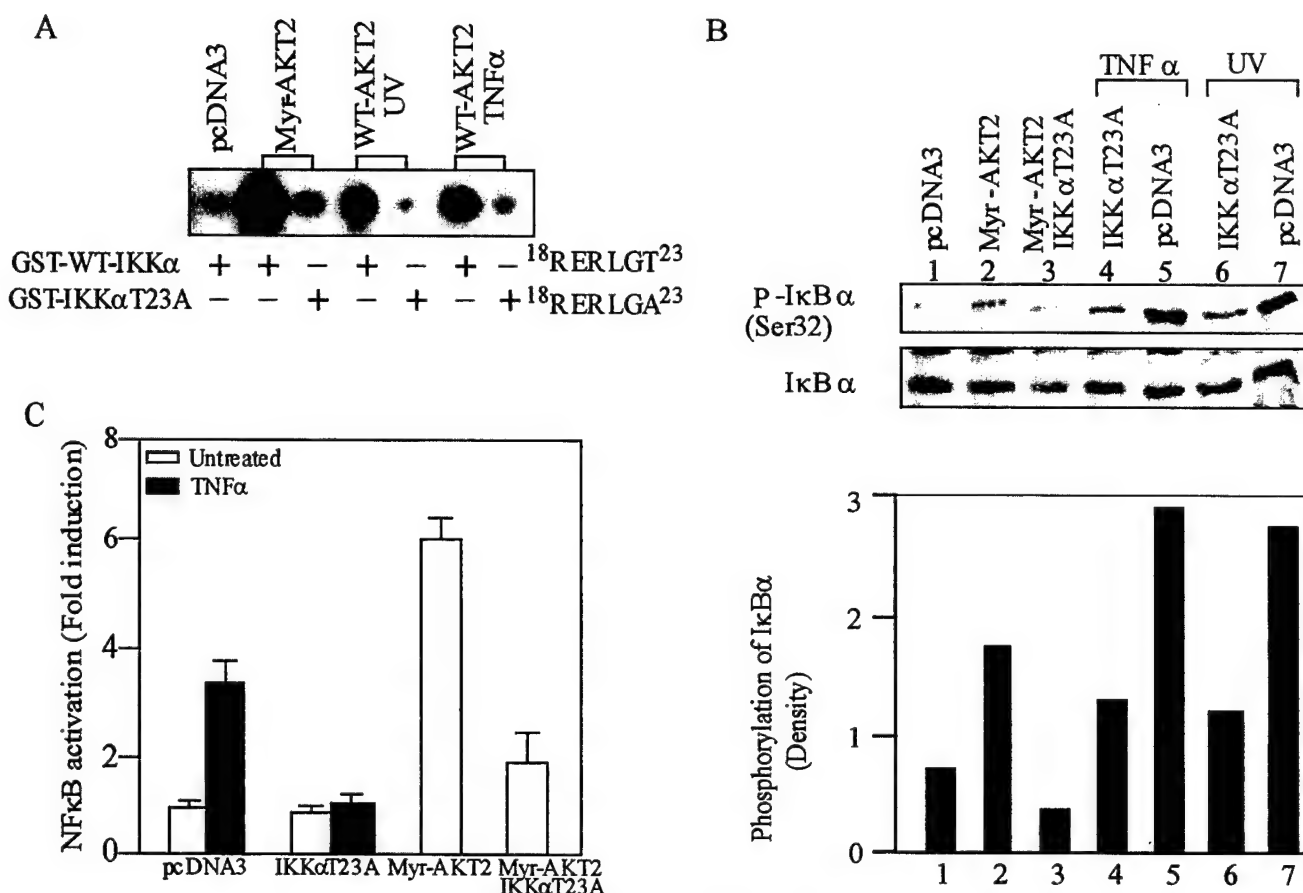 A
pcDNA3
Myr-AKT2
WT-AKT2
UV
WT-AKT2
TNFα
GST-WT-IKKα + + − + − + − ¹⁸RERLGT²³
GST-IKKαT23A − − + − + − + ¹⁸RERLGA²³
B
TNF α UV
pcDNA3
Myr-AKT2
Myr-AKT2
IKKαT23A
IKKαT23A
pcDNA3
IKKαT23A
pcDNA3
1 2 3 4 5 6 7
P-IκBα
(Ser32)
IκBα
Phosphorylation of IκBα
(Density)
3
2
1
0
1 2 3 4 5 6 7
C
NFκB activation (Fold induction)
8
6
4
2
0
Untreated
TNFα
pcDNA3 IKKαT23A Myr-AKT2 Myr-AKT2
IKKαT23A